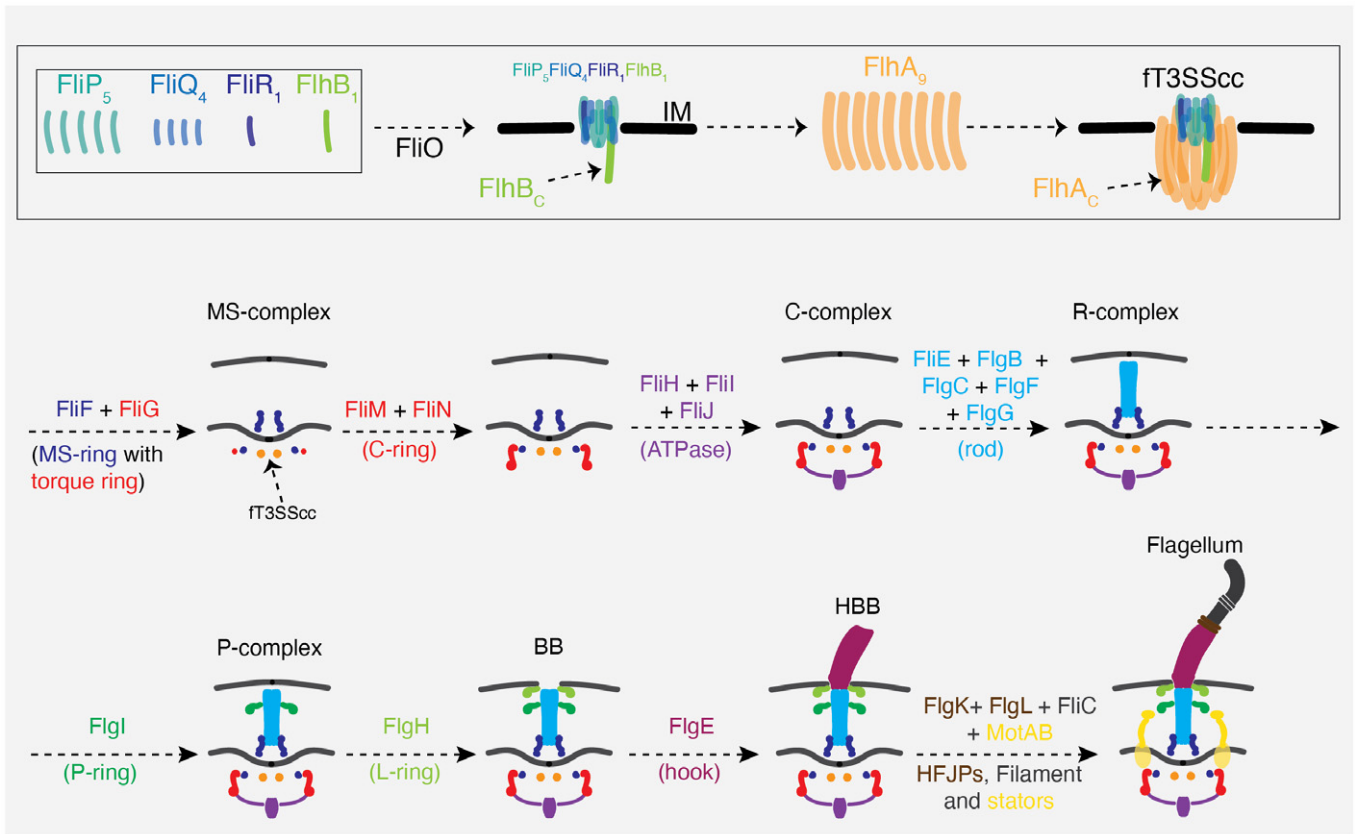 FliP5 FliQ4 FliR1 FlhB1
FliO
FliP5FliQ4FliR1FlhB1
IM
FlhBC
FlhA9
fT3SScc
FlhAC
FliF + FliG
(MS-ring with
torque ring)
MS-complex
fT3SScc
FliM + FliN
(C-ring)
FliH + FliI
+ FliJ
(ATPase)
C-complex
FliE + FlgB +
FlgC + FlgF
+ FlgG
(rod)
R-complex
FlgI
(P-ring)
P-complex
FlgH
(L-ring)
BB
FlgE
(hook)
HBB
FlgK+ FlgL + FliC
+ MotAB
HFJPs, Filament
and stators
Flagellum